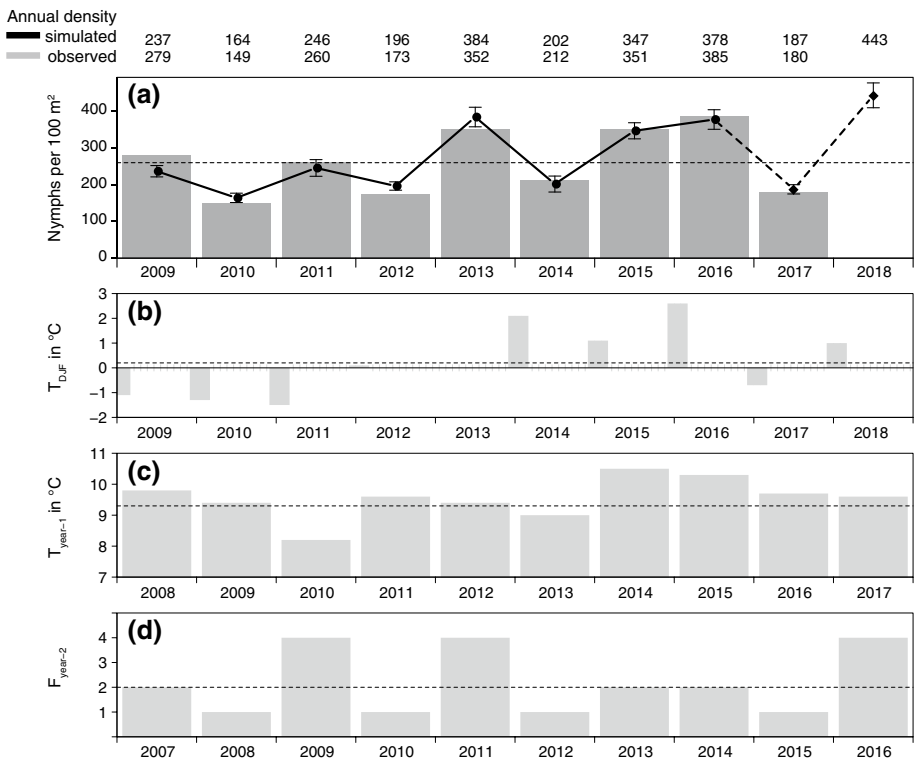 Annual density
simulated 237 164 246 196 384 202 347 378 187 443
observed 279 149 260 173 352 212 351 385 180
(a)
Nymphs per 100 m²
400
300
200
100
0
2009 2010 2011 2012 2013 2014 2015 2016 2017 2018
(b)
T_DJF in °C
3
2
1
0
−1
−2
2009 2010 2011 2012 2013 2014 2015 2016 2017 2018
(c)
T_year−1 in °C
11
10
9
8
7
2008 2009 2010 2011 2012 2013 2014 2015 2016 2017
(d)
F_year−2
4
3
2
1
2007 2008 2009 2010 2011 2012 2013 2014 2015 2016